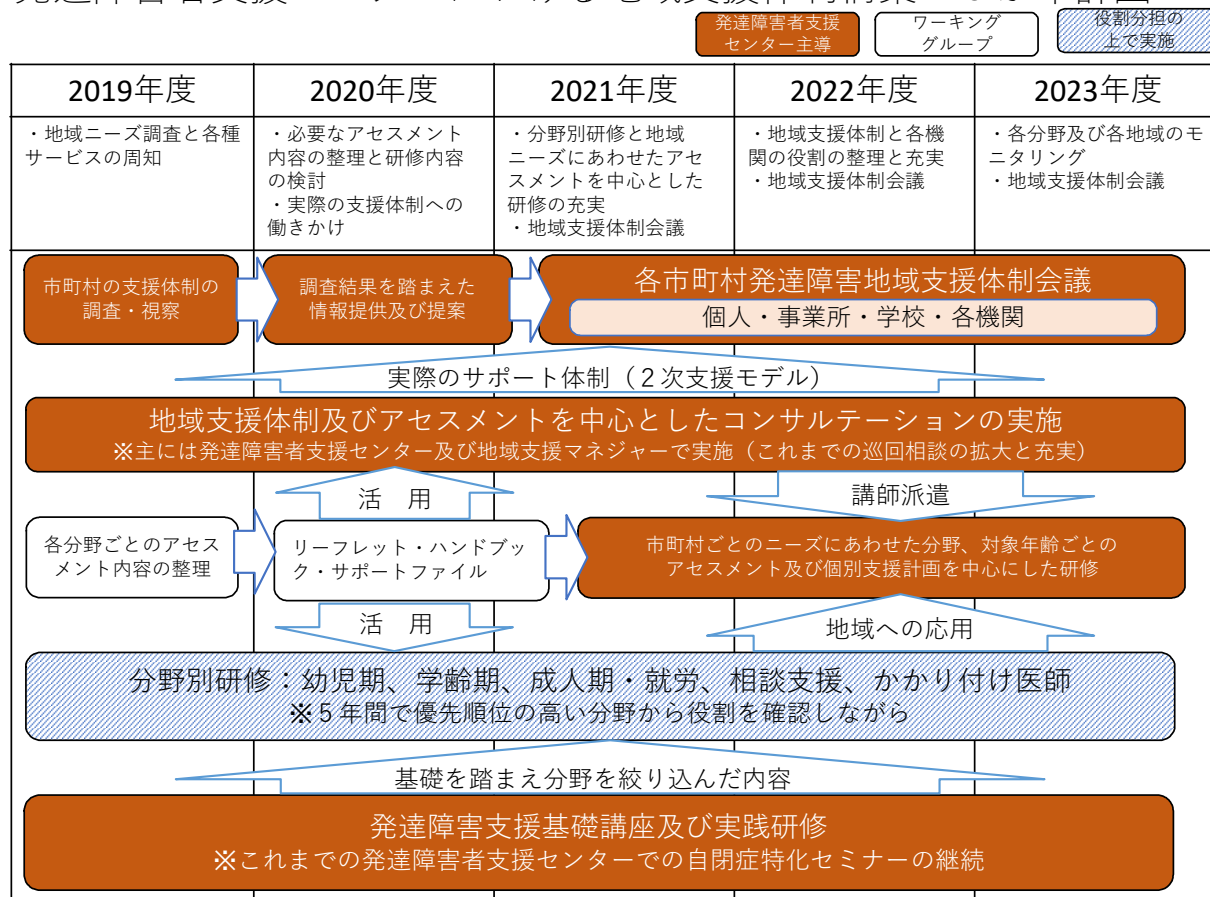 発達障害者支援
センター主導
ワーキング
グループ
役割分担の
上で実施
2019年度
2020年度
2021年度
2022年度
2023年度
・地域ニーズ調査と各種
サービスの周知
・必要なアセスメント
内容の整理と研修内容
の検討
・実際の支援体制への
働きかけ
・分野別研修と地域
ニーズにあわせたアセ
スメントを中心とした
研修の充実
・地域支援体制会議
・地域支援体制と各機
関の役割の整理と充実
・地域支援体制会議
・各分野及び各地域のモ
ニタリング
・地域支援体制会議
市町村の支援体制の
調査・視察
調査結果を踏まえた
情報提供及び提案
各市町村発達障害地域支援体制会議
個人・事業所・学校・各機関
実際のサポート体制（２次支援モデル）
地域支援体制及びアセスメントを中心としたコンサルテーションの実施
※主には発達障害者支援センター及び地域支援マネジャーで実施（これまでの巡回相談の拡大と充実）
活　用
講師派遣
各分野ごとのアセス
メント内容の整理
リーフレット・ハンドブッ
ク・サポートファイル
市町村ごとのニーズにあわせた分野、対象年齢ごとの
アセスメント及び個別支援計画を中心にした研修
活　用
地域への応用
分野別研修：幼児期、学齢期、成人期・就労、相談支援、かかり付け医師
※５年間で優先順位の高い分野から役割を確認しながら
基礎を踏まえ分野を絞り込んだ内容
発達障害支援基礎講座及び実践研修
※これまでの発達障害者支援センターでの自閉症特化セミナーの継続